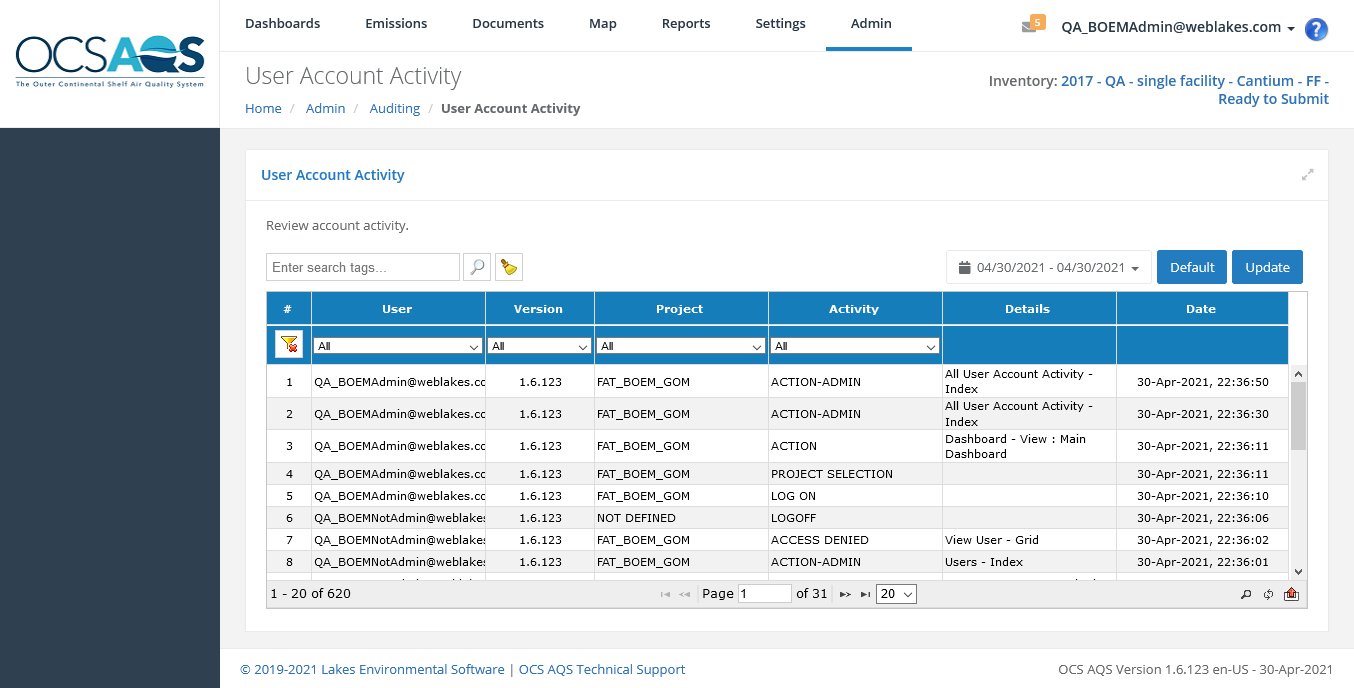 OCSAQS
The Outer Continental Shelf Air Quality System
Dashboards Emissions Documents Map Reports Settings Admin
5
QA_BOEMAdmin@weblakes.com
?
User Account Activity
Home / Admin / Auditing / User Account Activity
Inventory: 2017 - QA - single facility - Cantium - FF -
Ready to Submit
User Account Activity
Review account activity.
Enter search tags...
04/30/2021 - 04/30/2021
Default
Update
# User Version Project Activity Details Date
All All All All
1 QA_BOEMAdmin@weblakes.cc 1.6.123 FAT_BOEM_GOM ACTION-ADMIN All User Account Activity - Index 30-Apr-2021, 22:36:50
2 QA_BOEMAdmin@weblakes.cc 1.6.123 FAT_BOEM_GOM ACTION-ADMIN All User Account Activity - Index 30-Apr-2021, 22:36:30
3 QA_BOEMAdmin@weblakes.cc 1.6.123 FAT_BOEM_GOM ACTION Dashboard - View : Main Dashboard 30-Apr-2021, 22:36:11
4 QA_BOEMAdmin@weblakes.cc 1.6.123 FAT_BOEM_GOM PROJECT SELECTION 30-Apr-2021, 22:36:11
5 QA_BOEMAdmin@weblakes.cc 1.6.123 FAT_BOEM_GOM LOG ON 30-Apr-2021, 22:36:10
6 QA_BOEMNotAdmin@weblakes 1.6.123 NOT DEFINED LOGOFF 30-Apr-2021, 22:36:06
7 QA_BOEMNotAdmin@weblakes 1.6.123 FAT_BOEM_GOM ACCESS DENIED View User - Grid 30-Apr-2021, 22:36:02
8 QA_BOEMNotAdmin@weblakes 1.6.123 FAT_BOEM_GOM ACTION-ADMIN Users - Index 30-Apr-2021, 22:36:01
1 - 20 of 620
Page 1 of 31
20
© 2019-2021 Lakes Environmental Software | OCS AQS Technical Support
OCS AQS Version 1.6.123 en-US - 30-Apr-2021